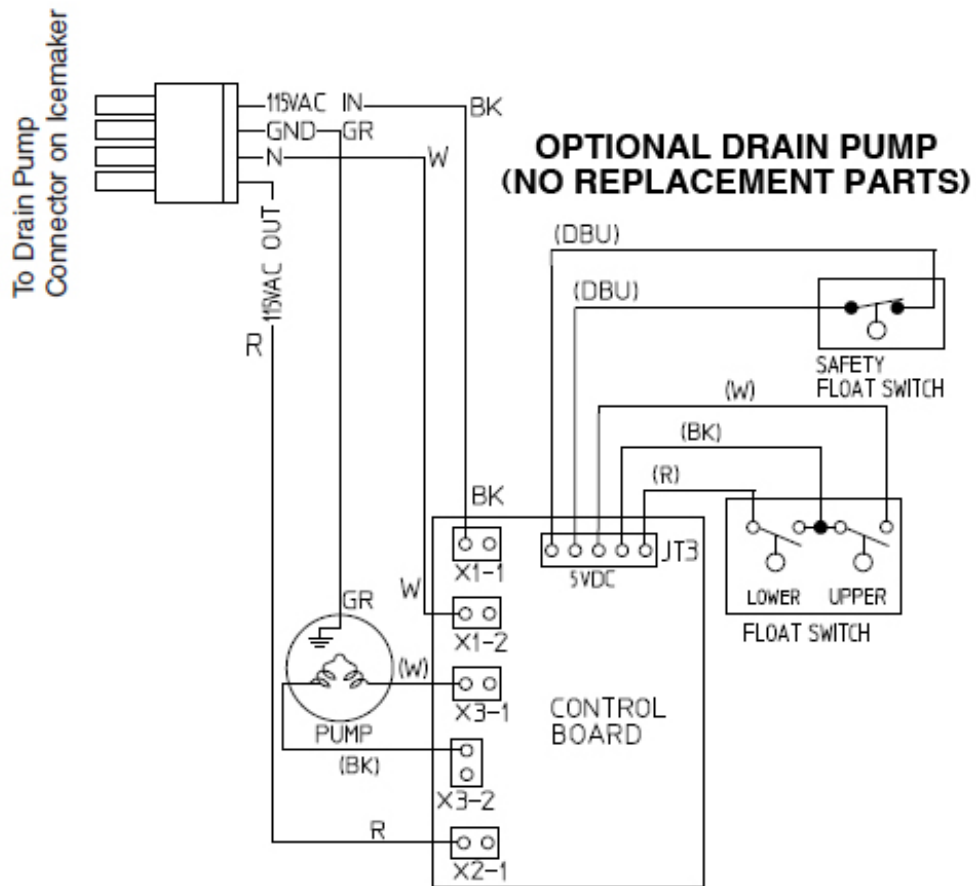 To Drain Pump
Connector on Icemaker
115VAC IN
BK
GND
GR
N
W
115VAC OUT
R
OPTIONAL DRAIN PUMP
(NO REPLACEMENT PARTS)
(DBU)
(DBU)
SAFETY
FLOAT SWITCH
(W)
(BK)
(R)
LOWER
UPPER
FLOAT SWITCH
BK
X1-1
JT3
5VDC
W
X1-2
GR
(W)
X3-1
PUMP
(BK)
X3-2
CONTROL
BOARD
R
X2-1